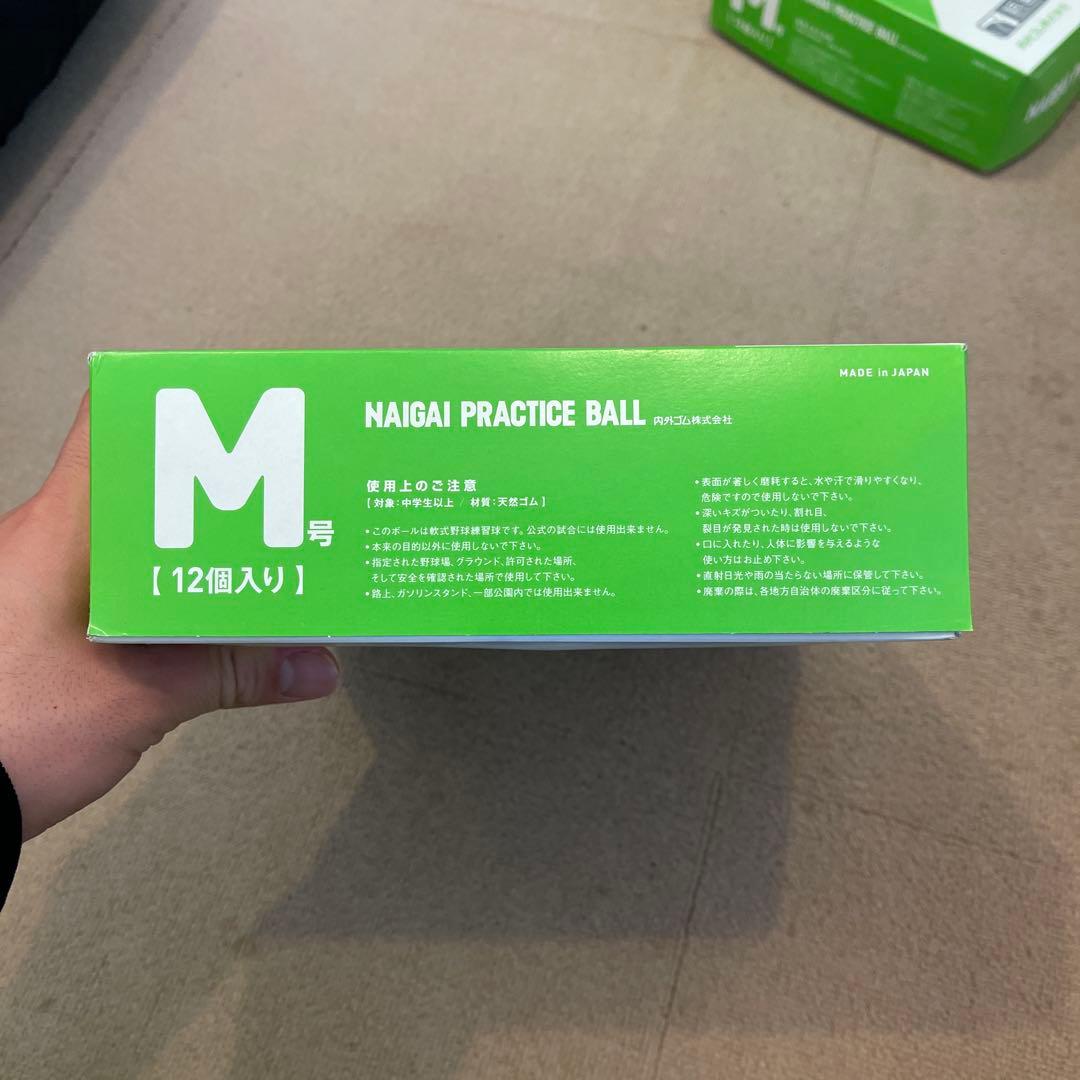 M号
【12個入り】
NAIGAI PRACTICE BALL 内外ゴム株式会社
MADE in JAPAN
使用上のご注意
[対象:中学生以上 / 材質:天然ゴム]
•このボールは軟式野球練習球です。公式の試合には使用出来ません。
•本来の目的以外に使用しないで下さい。
•指定された野球場、グラウンド、許可された場所、
そして安全を確認された場所で使用して下さい。
•路上、ガソリンスタンド、一部公園内では使用出来ません。
•表面が著しく磨耗すると、水や汗で滑りやすくなり、
危険ですので使用しないで下さい。
•深いキズがついたり、割れ目、
裂目が発見された時は使用しないで下さい。
•口に入れたり、人体に影響を与えるような
使い方はお止め下さい。
•直射日光や雨の当たらない場所に保管して下さい。
•廃棄の際は、各地方自治体の廃棄区分に従って下さい。
M
NAIGAI PRACTICE BALL